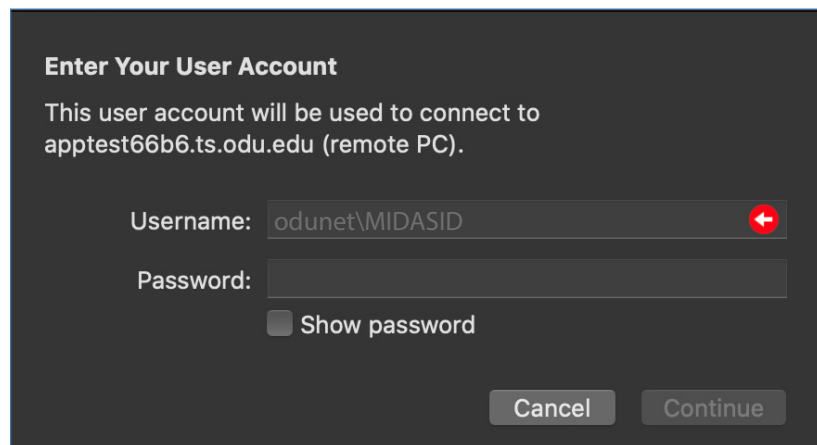 Enter Your User Account
This user account will be used to connect to
apptest66b6.ts.odu.edu (remote PC).
Username: odunet\MIDASID
Password:
Show password
Cancel Continue